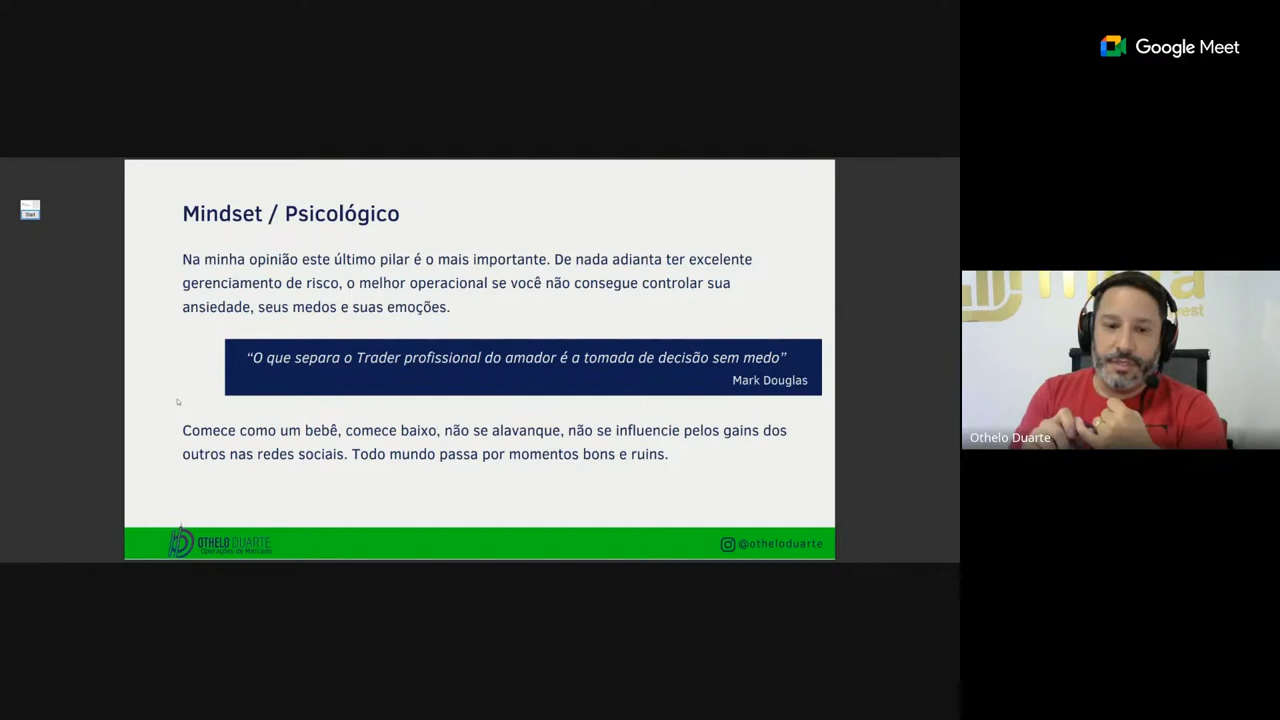 Google Meet
Mindset / Psicológico
Na minha opinião este último pilar é o mais importante. De nada adianta ter excelente
gerenciamento de risco, o melhor operacional se você não consegue controlar sua
ansiedade, seus medos e suas emoções.
“O que separa o Trader profissional do amador é a tomada de decisão sem medo”
Mark Douglas
Comece como um bebê, comece baixo, não se alavanque, não se influencie pelos gains dos
outros nas redes sociais. Todo mundo passa por momentos bons e ruins.
OTHELO DUARTE
Operações de Mercado
@otheloduarte
Othelo Duarte